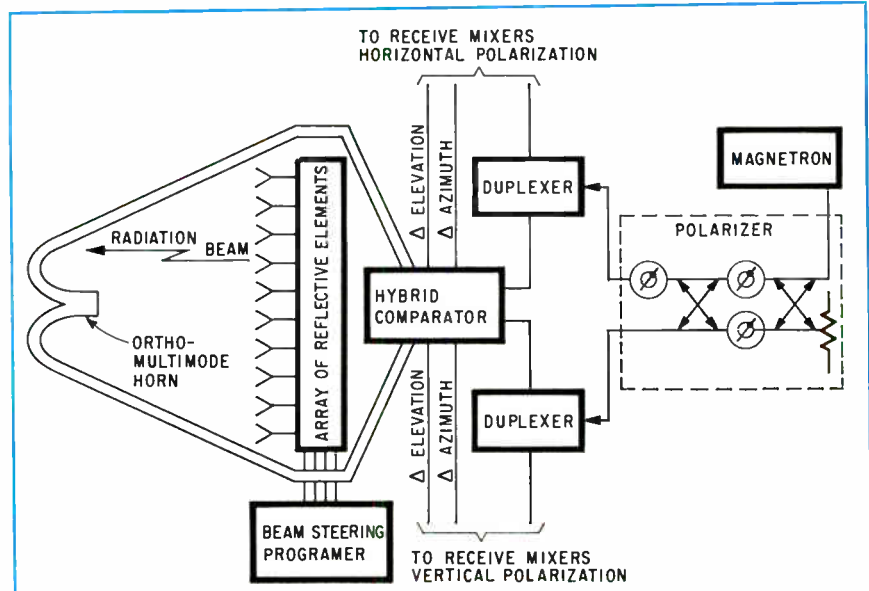 TO RECEIVE MIXERS
HORIZONTAL POLARIZATION
Δ ELEVATION
Δ AZIMUTH
MAGNETRON
DUPLEXER
POLARIZER
ARRAY OF REFLECTIVE ELEMENTS
RADIATION
BEAM
HYBRID
COMPARATOR
ORTHO-
MULTIMODE
HORN
Δ ELEVATION
Δ AZIMUTH
DUPLEXER
BEAM STEERING
PROGRAMER
TO RECEIVE MIXERS
VERTICAL POLARIZATION